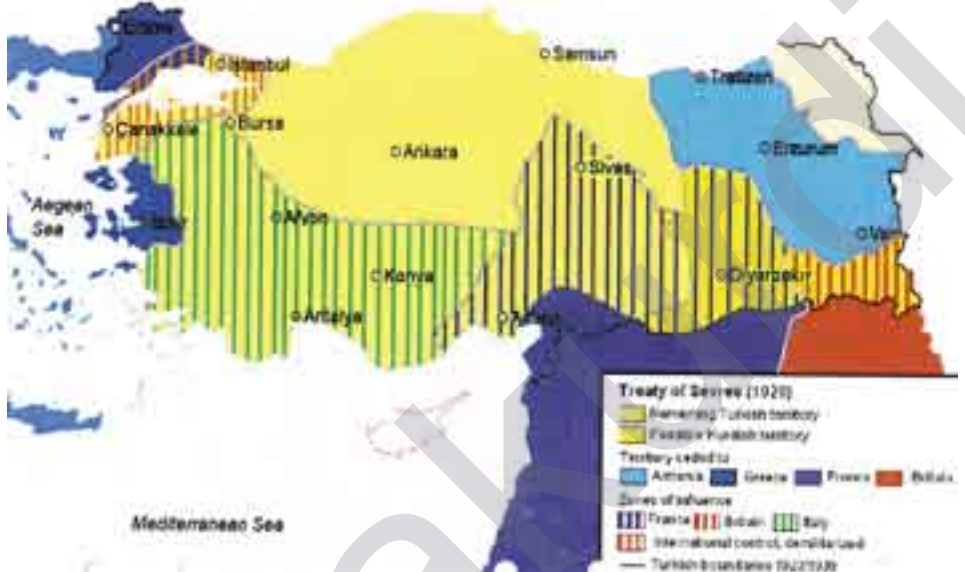 Edirne
Samsun
Istanbul
Trabzon
Canakkale
Bursa
Ankara
Erzurum
Sivas
Aegean
Sea
Afyon
Van
Konya
Diyarbakir
Antalya
Adana
Mediterranean Sea
Treaty of Sevres (1920)
Remaining Turkish territory
Possible Kurdish territory
Territory ceded to
Armenia Greece France Britain
Zones of influence
France Britain Italy
International control, demilitarized
Turkish boundaries 1923/1939